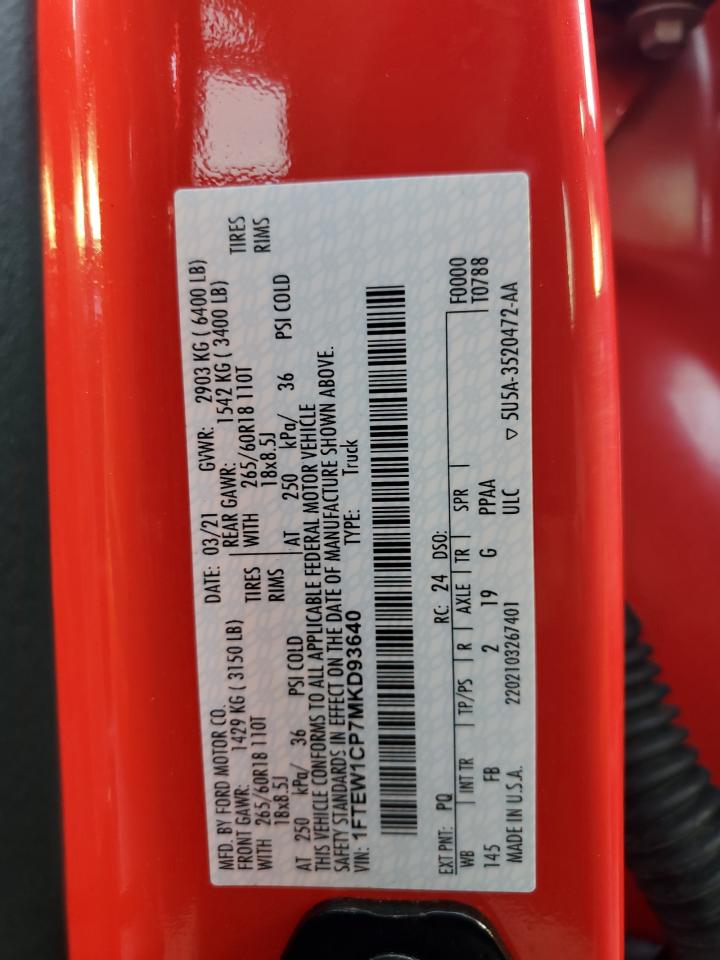 MFD. BY FORD MOTOR CO. DATE: 03/21 GVWR: 2903 KG ( 6400 LB)
FRONT GAWR: 1429 KG ( 3150 LB) REAR GAWR: 1542 KG ( 3400 LB)
WITH 265/60R18 110T TIRES WITH 265/60R18 110T TIRES
18x8.5J RIMS 18x8.5J RIMS
AT 250 kPa/ 36 PSI COLD AT 250 kPa/ 36 PSI COLD
THIS VEHICLE CONFORMS TO ALL APPLICABLE FEDERAL MOTOR VEHICLE
SAFETY STANDARDS IN EFFECT ON THE DATE OF MANUFACTURE SHOWN ABOVE.
VIN: 1FTEW1CP7MKD93640 TYPE: Truck
EXT PNT: PQ RC: 24 DSO: F0000
WB INT TR TP/PS R AXLE TR SPR T0788
145 FB 2 19 G PPAA
MADE IN U.S.A. 2202103267401 ULC ▽ 5U5A-3520472-AA